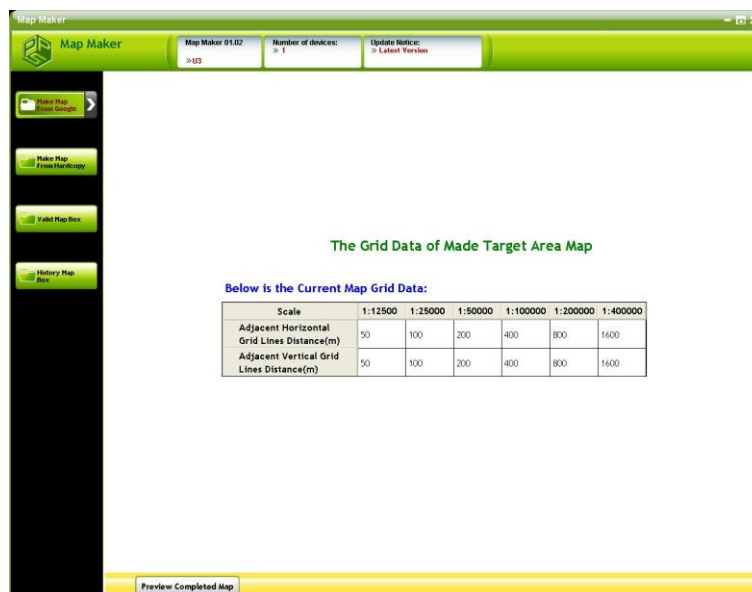 Map Maker
Map Maker
Map Maker 01.02
»U3
Number of devices:
» 1
Update Notice:
» Latest Version
Make Map
From Google
Make Map
From Hardcopy
Valid Map Box
History Map
Box
The Grid Data of Made Target Area Map
Below is the Current Map Grid Data:
Scale 1:12500 1:25000 1:50000 1:100000 1:200000 1:400000
Adjacent Horizontal
Grid Lines Distance(m) 50 100 200 400 800 1600
Adjacent Vertical Grid
Lines Distance(m) 50 100 200 400 800 1600
Preview Completed Map